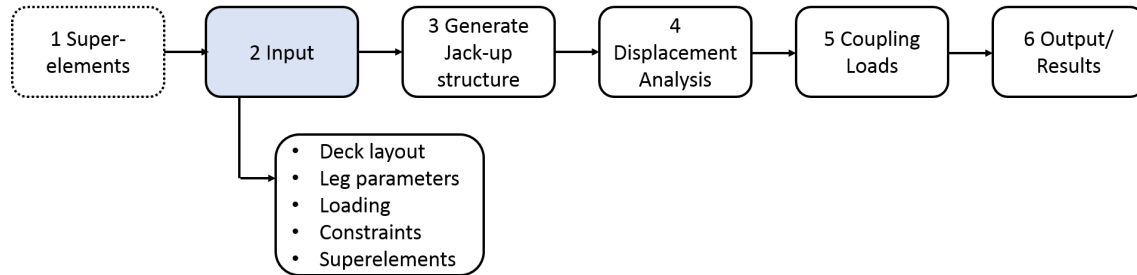 1 Super-
elements
2 Input
3 Generate
Jack-up
structure
4
Displacement
Analysis
5 Coupling
Loads
6 Output/
Results
• Deck layout
• Leg parameters
• Loading
• Constraints
• Superelements